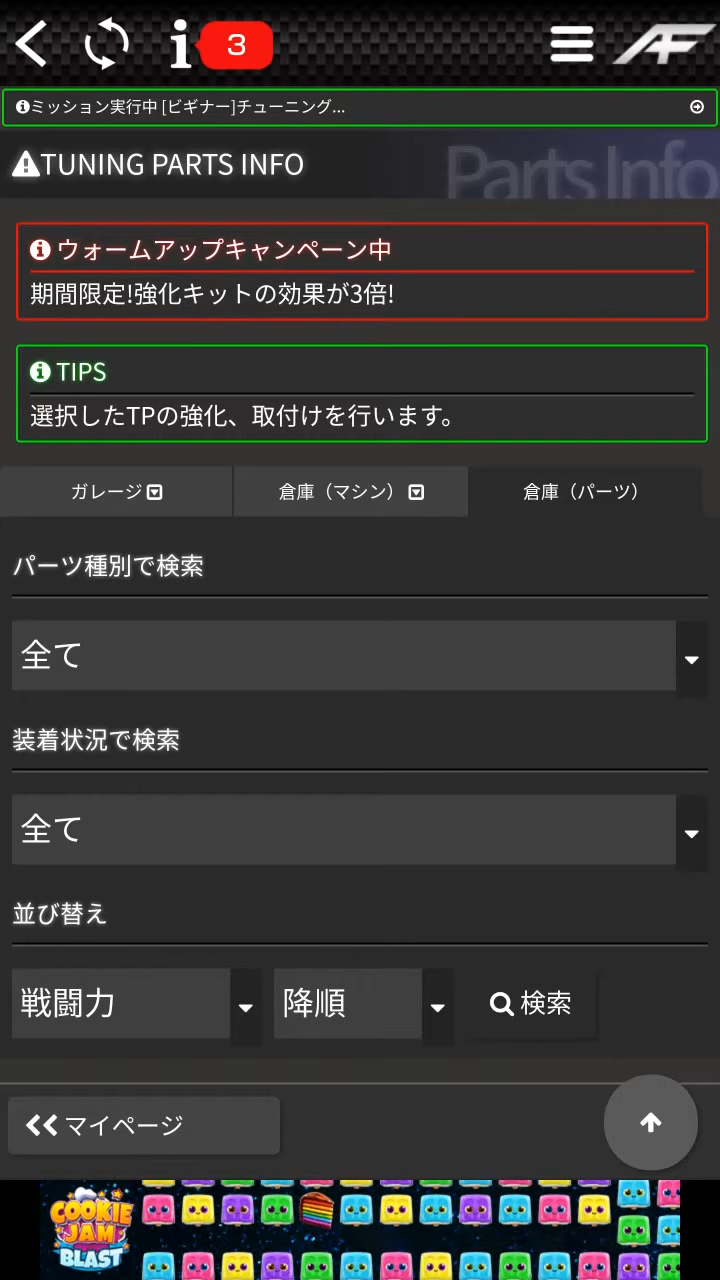 3
AF
ミッション実行中 [ビギナー]チューニング...
TUNING PARTS INFO
Parts Info
ウォームアップキャンペーン中
期間限定!強化キットの効果が3倍!
TIPS
選択したTPの強化、取付けを行います。
ガレージ
倉庫（マシン）
倉庫（パーツ）
パーツ種別で検索
全て
装着状況で検索
全て
並び替え
戦闘力
降順
検索
マイページ
COOKIE
JAM
BLAST